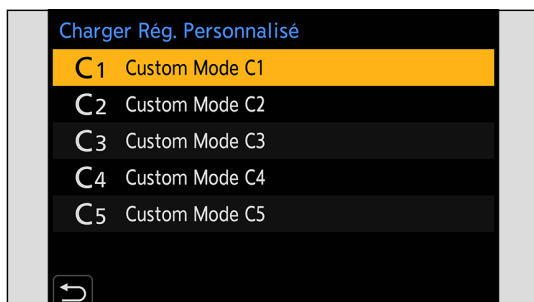 Charger Rég. Personnalisé
C1 Custom Mode C1
C2 Custom Mode C2
C3 Custom Mode C3
C4 Custom Mode C4
C5 Custom Mode C5